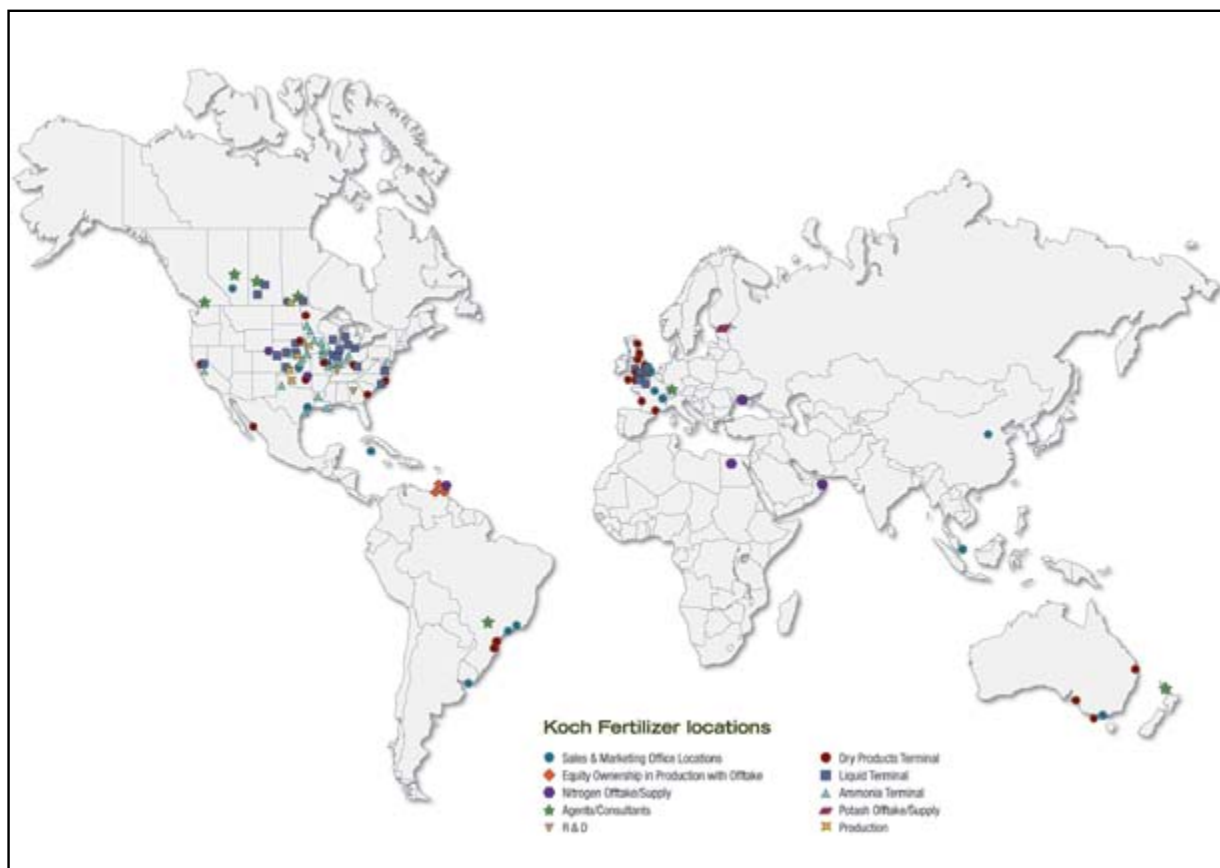 Koch Fertilizer locations
Sales & Marketing Office Locations
Equity Ownership in Production with Offtake
Nitrogen Offtake/Supply
Agents/Consultants
R & D
Dry Products Terminal
Liquid Terminal
Ammonia Terminal
Potash Offtake/Supply
Production